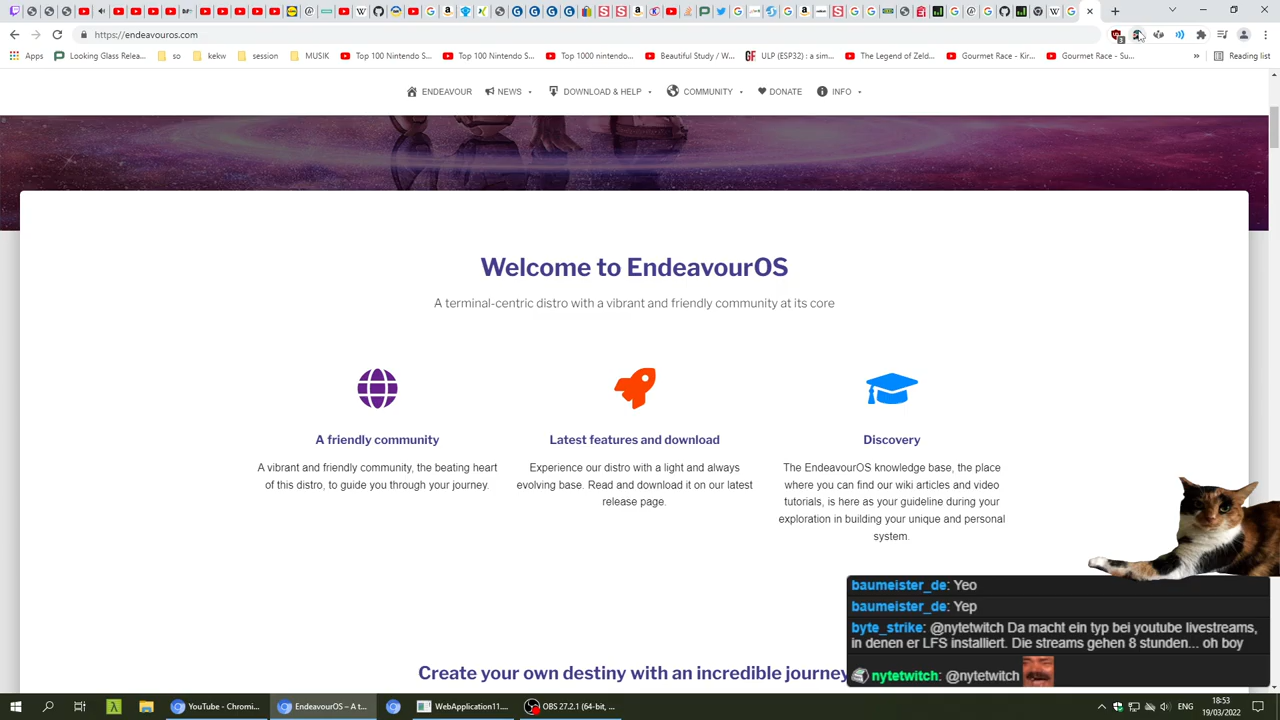 https://endeavouros.com
Apps
Looking Glass Relea...
so
kekw
session
MUSIK
Top 100 Nintendo S...
Top 100 Nintendo S...
Top 1000 nintendo...
Beautiful Study / W...
ULP (ESP32) : a sim...
The Legend of Zeld...
Gourmet Race - Kir...
Gourmet Race - Su...
»
Reading list
ENDEAVOUR
NEWS
DOWNLOAD & HELP
COMMUNITY
DONATE
INFO
Welcome to EndeavourOS
A terminal-centric distro with a vibrant and friendly community at its core
A friendly community
A vibrant and friendly community, the beating heart
of this distro, to guide you through your journey.
Latest features and download
Experience our distro with a light and always
evolving base. Read and download it on our latest
release page.
Discovery
The EndeavourOS knowledge base, the place
where you can find our wiki articles and video
tutorials, is here as your guideline during your
exploration in building your unique and personal
system.
Create your own destiny with an incredible journey
baumeister_de: Yeo
baumeister_de: Yep
byte_strike: @nytetwitch Da macht ein typ bei youtube livestreams,
in denen er LFS installiert. Die streams gehen 8 stunden... oh boy
nytetwitch: @nytetwitch
YouTube - Chromi...
EndeavourOS – A t...
WebApplication11...
OBS 27.2.1 (64-bit, ...
ENG
18:53
19/03/2022